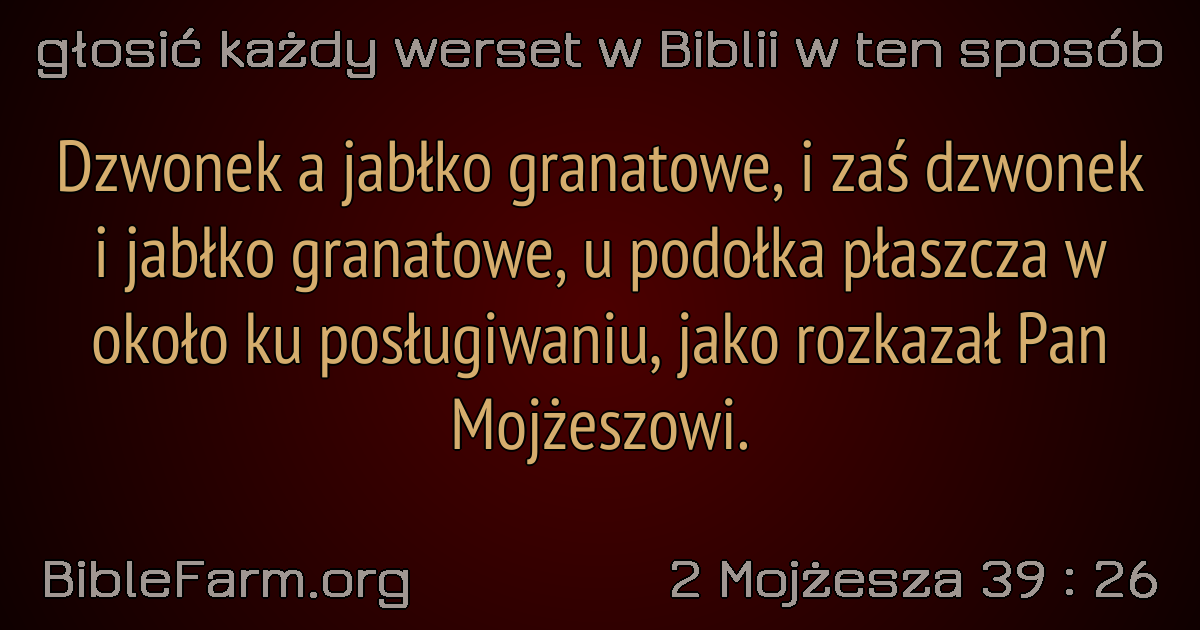 głosić każdy werset w Biblii w ten sposób
Dzwonek a jabłko granatowe, i zaś dzwonek
i jabłko granatowe, u podołka płaszcza w
około ku posługiwaniu, jako rozkazał Pan
Mojżeszowi.
BibleFarm.org
2 Mojżesza 39 : 26